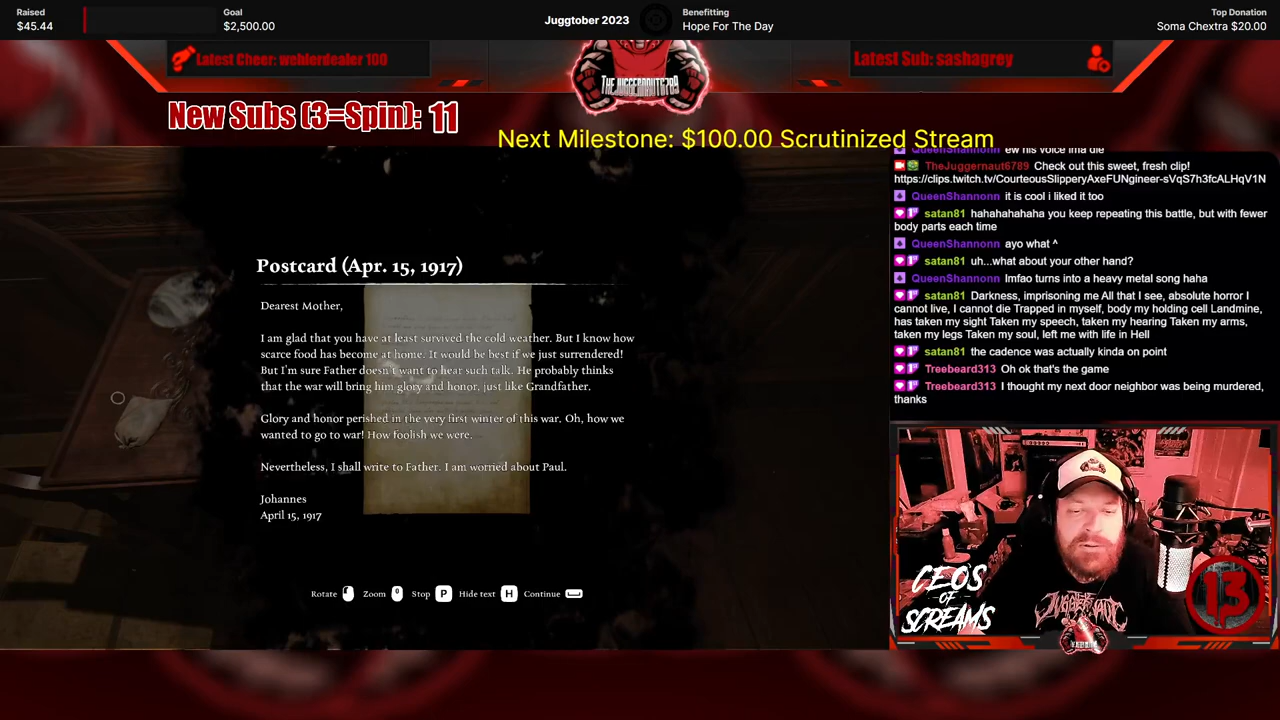 Raised
$45.44
Goal
$2,500.00
Juggtober 2023
Benefitting
Hope For The Day
Top Donation
Soma Chextra $20.00
Latest Cheer: wehlerdealer 100
THEJUGGERNAUT6789
Latest Sub: sashagrey
New Subs (3=Spin): 11
Next Milestone: $100.00 Scrutinized Stream
Postcard (Apr. 15, 1917)
Dearest Mother,
I am glad that you have at least survived the cold weather. But I know how
scarce food has become at home. It would be best if we just surrendered!
But I'm sure Father doesn't want to hear such talk. He probably thinks
that the war will bring him glory and honor, just like Grandfather.
Glory and honor perished in the very first winter of this war. Oh, how we
wanted to go to war! How foolish we were.
Nevertheless, I shall write to Father. I am worried about Paul.
Johannes
April 15, 1917
Rotate Zoom Stop P Hide text H Continue
QueenShannonn ew his voice ima die
TheJuggernaut6789 Check out this sweet, fresh clip!
https://clips.twitch.tv/CourteousSlipperyAxeFUNgineer-sVqS7h3fcALHqV1N
QueenShannonn it is cool i liked it too
satan81 hahahahahaha you keep repeating this battle, but with fewer
body parts each time
QueenShannonn ayo what ^
satan81 uh...what about your other hand?
QueenShannonn lmfao turns into a heavy metal song haha
satan81 Darkness, imprisoning me All that I see, absolute horror I
cannot live, I cannot die Trapped in myself, body my holding cell Landmine,
has taken my sight Taken my speech, taken my hearing Taken my arms,
taken my legs Taken my soul, left me with life in Hell
satan81 the cadence was actually kinda on point
Treebeard313 Oh ok that's the game
Treebeard313 I thought my next door neighbor was being murdered,
thanks
CEOS
OF
SCREAMS
13